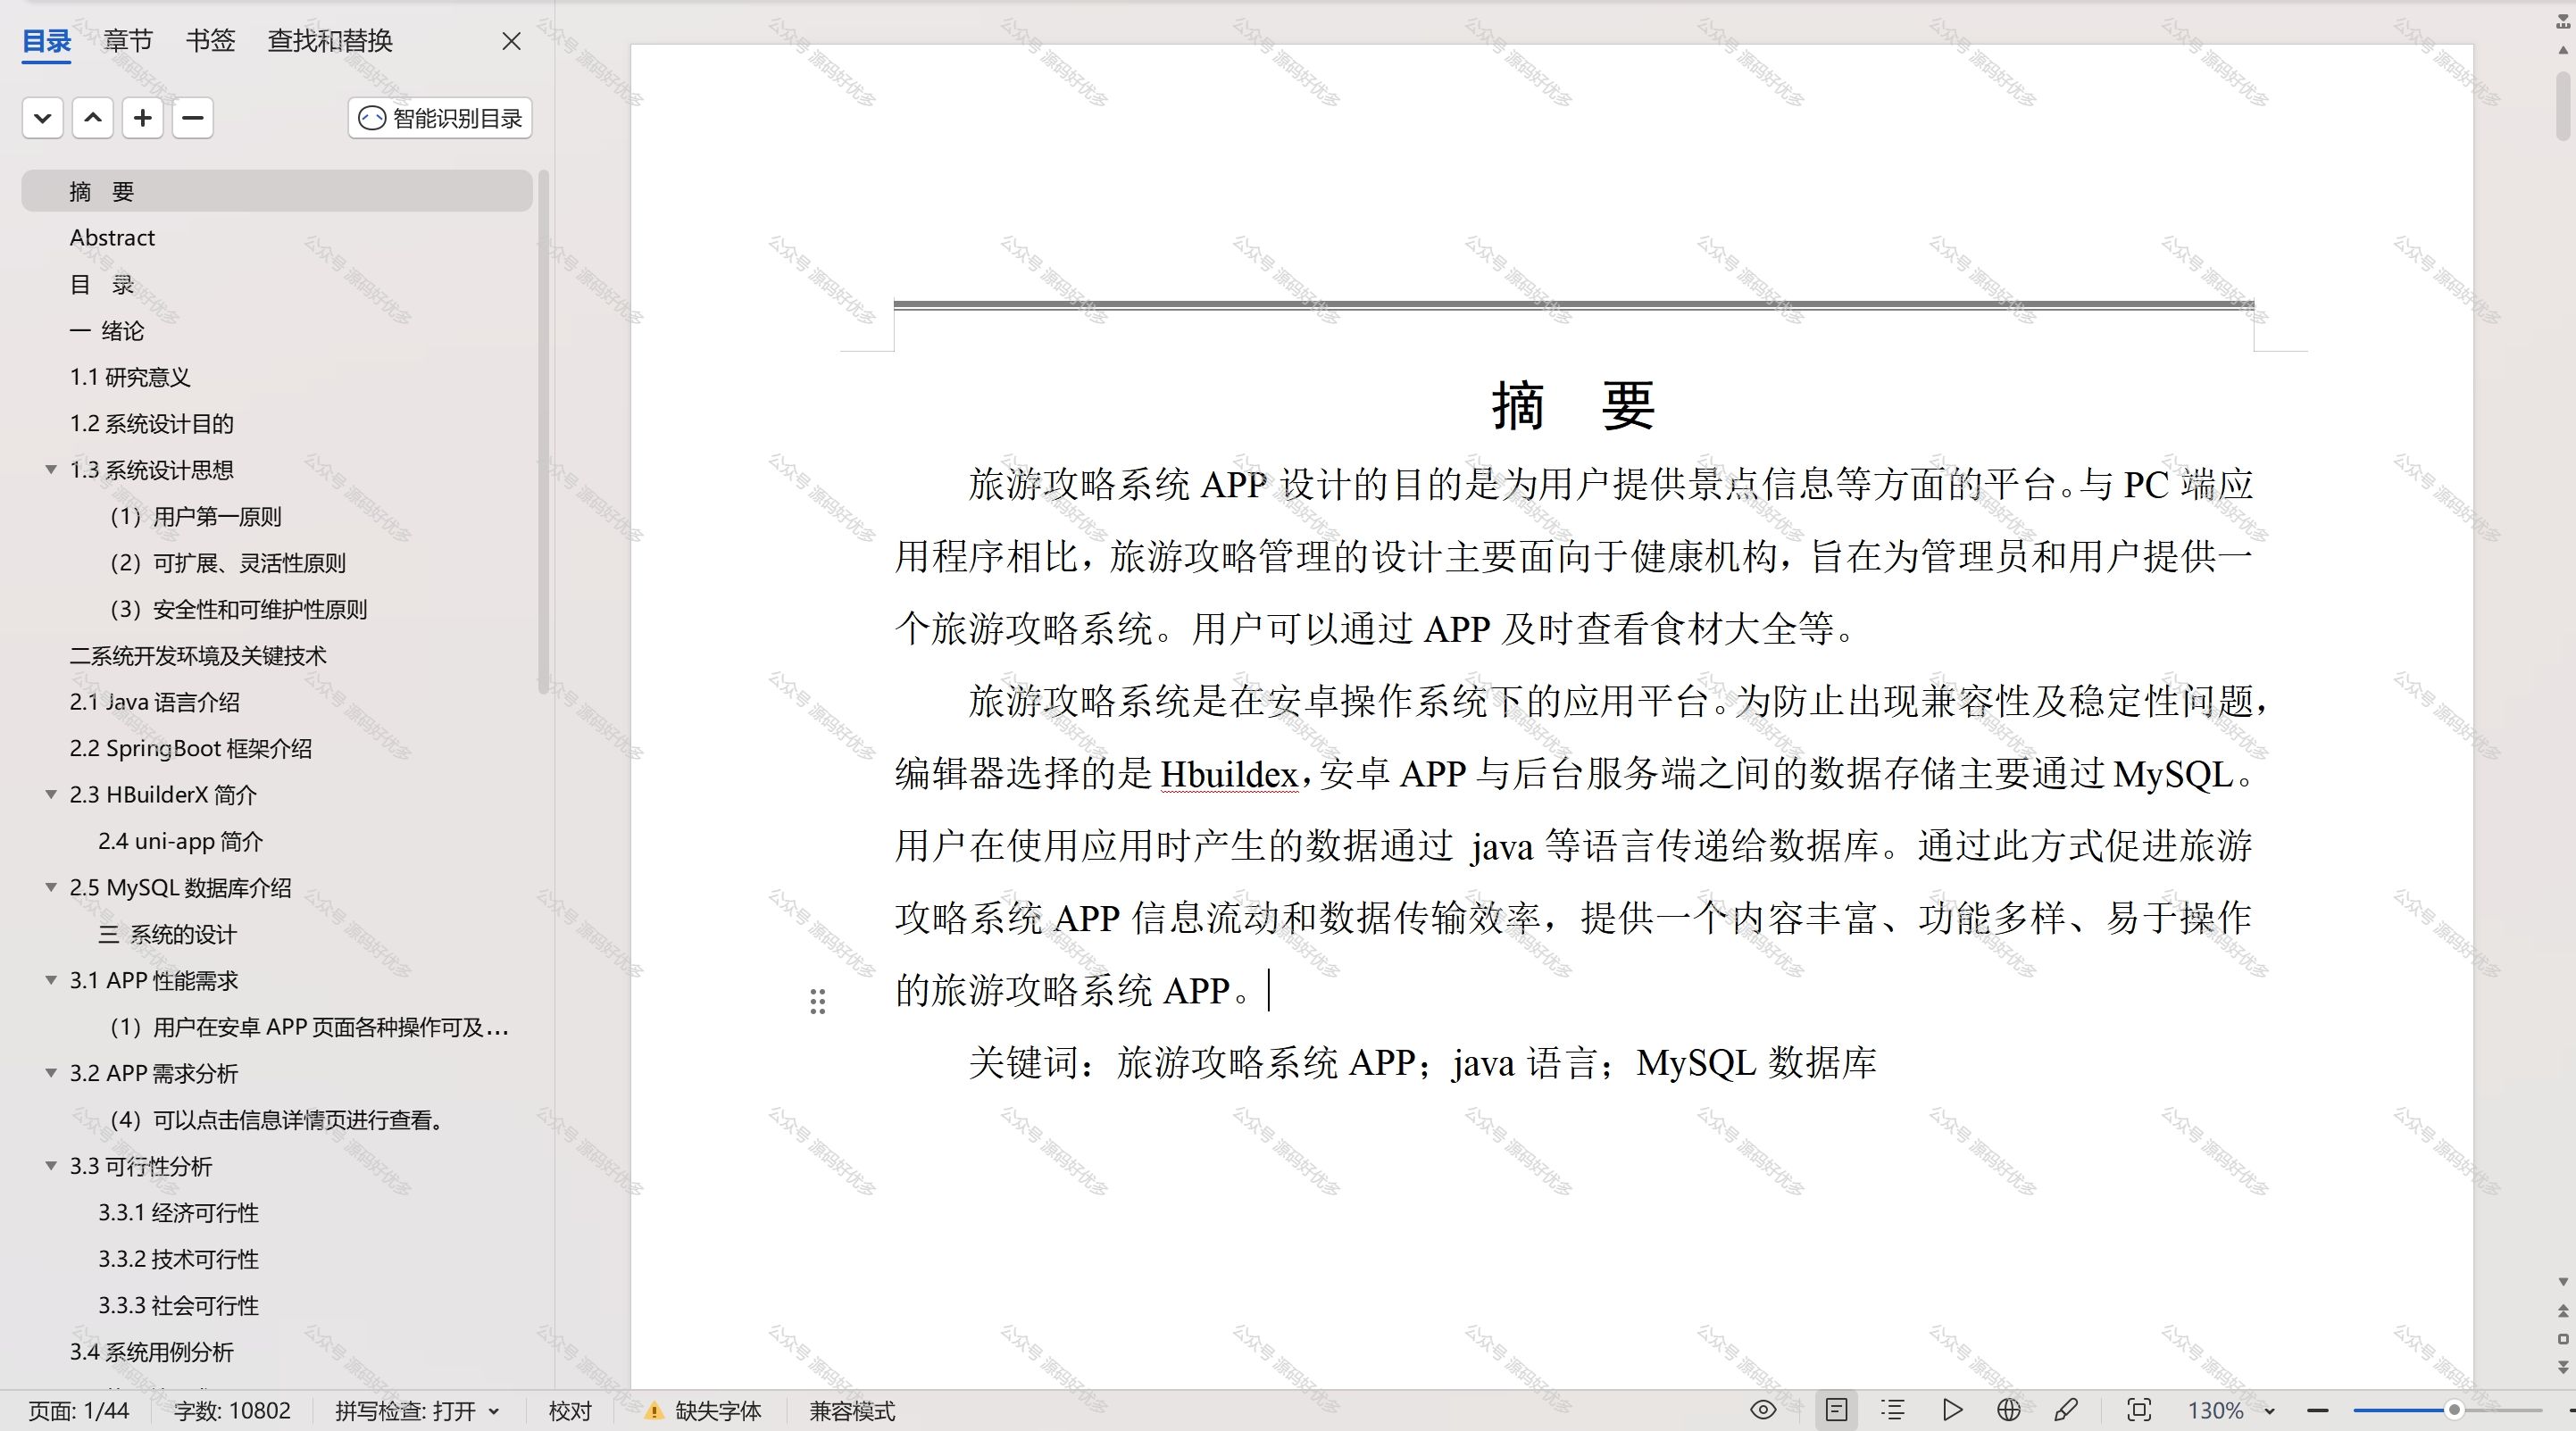 目录 章节 书签 查找和替换
智能识别目录
摘 要
Abstract
目 录
一 绪论
1.1 研究意义
1.2 系统设计目的
1.3 系统设计思想
（1）用户第一原则
（2）可扩展、灵活性原则
（3）安全性和可维护性原则
二系统开发环境及关键技术
2.1 Java 语言介绍
2.2 SpringBoot 框架介绍
2.3 HBuilderX 简介
2.4 uni-app 简介
2.5 MySQL 数据库介绍
三 系统的设计
3.1 APP 性能需求
（1）用户在安卓 APP 页面各种操作可及...
3.2 APP 需求分析
（4）可以点击信息详情页进行查看。
3.3 可行性分析
3.3.1 经济可行性
3.3.2 技术可行性
3.3.3 社会可行性
3.4 系统用例分析
摘 要
旅游攻略系统 APP 设计的目的是为用户提供景点信息等方面的平台。与 PC 端应
用程序相比，旅游攻略管理的设计主要面向于健康机构，旨在为管理员和用户提供一
个旅游攻略系统。用户可以通过 APP 及时查看食材大全等。
旅游攻略系统是在安卓操作系统下的应用平台。为防止出现兼容性及稳定性问题，
编辑器选择的是 Hbuildex，安卓 APP 与后台服务端之间的数据存储主要通过 MySQL。
用户在使用应用时产生的数据通过 java 等语言传递给数据库。通过此方式促进旅游
攻略系统 APP 信息流动和数据传输效率，提供一个内容丰富、功能多样、易于操作
的旅游攻略系统 APP。
关键词：旅游攻略系统 APP；java 语言；MySQL 数据库
页面: 1/44 字数: 10802 拼写检查: 打开 校对 缺失字体 兼容模式 130%
公众号 源码好优多